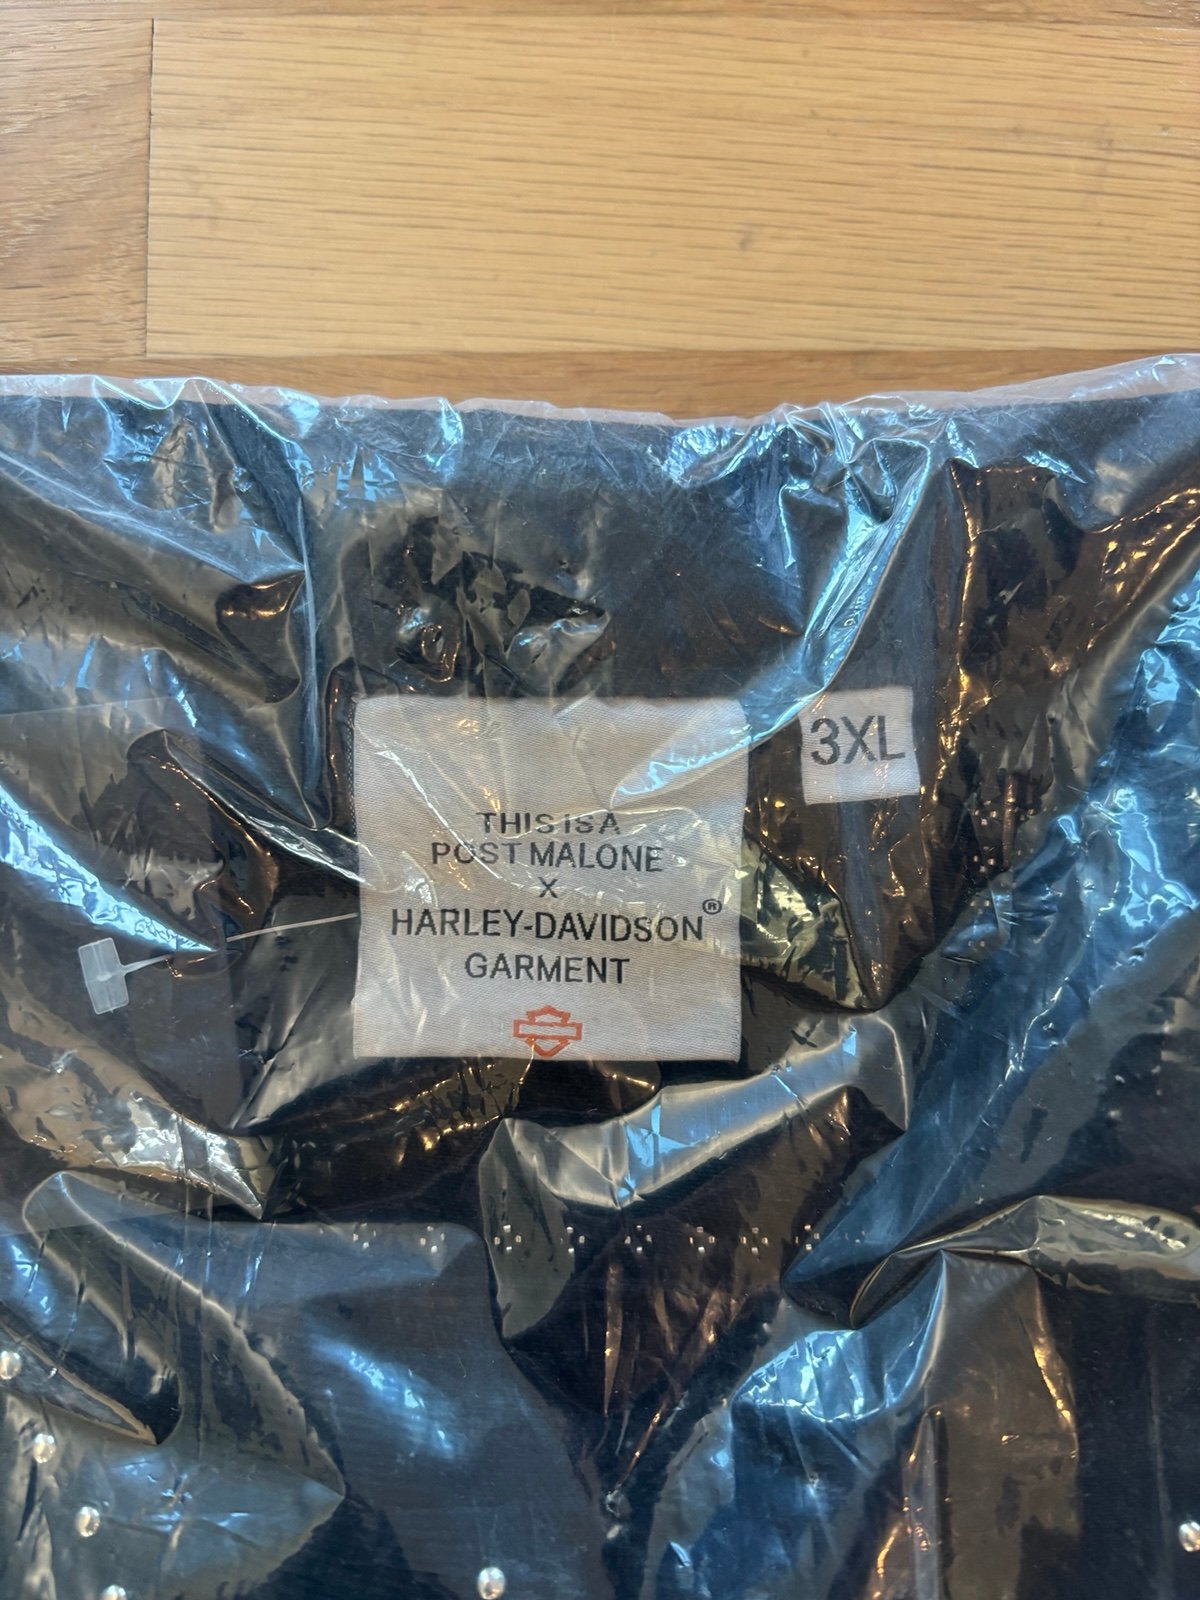 THIS IS A
POST MALONE
X
HARLEY-DAVIDSON®
GARMENT
3XL